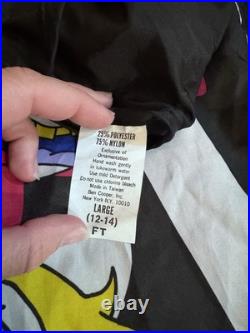 25% POLYESTER
75% NYLON
Exclusive of
Ornamentation
Hand wash gently
in lukewarm water
Use mild Detergent
Do not use chlorine bleach
Made in Taiwan
Ben Cooper, Inc.
New York N.Y. 10010
LARGE
(12-14)
FT